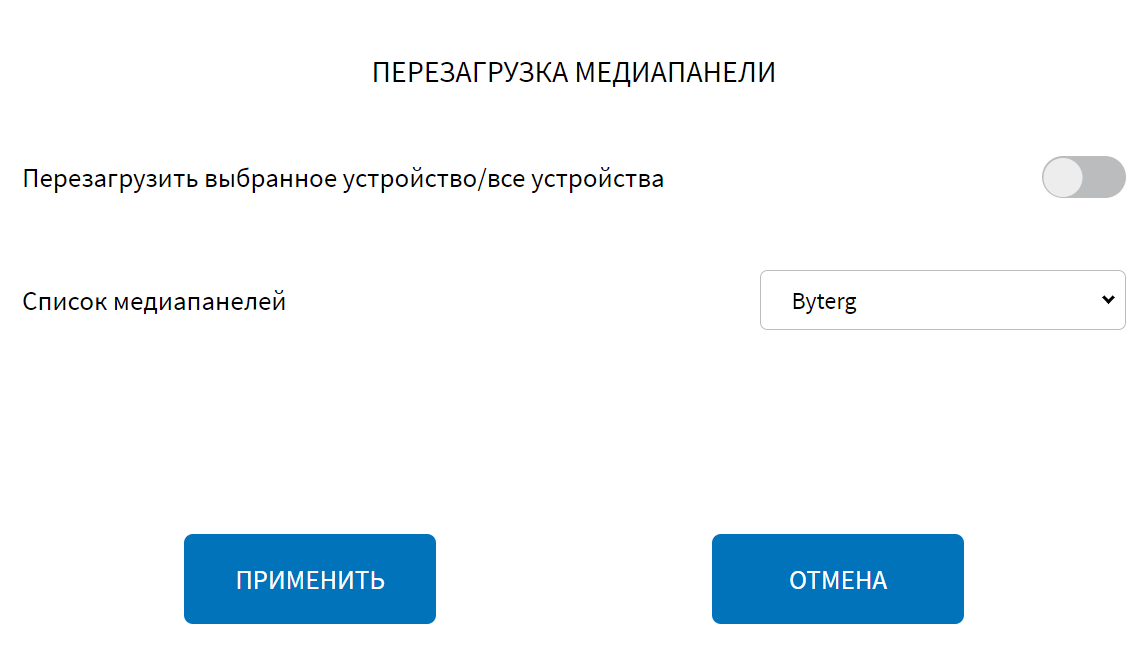 ПЕРЕЗАГРУЗКА МЕДИАПАНЕЛИ
Перезагрузить выбранное устройство/все устройства
Список медиапанелей
Byterg
ПРИМЕНИТЬ
ОТМЕНА